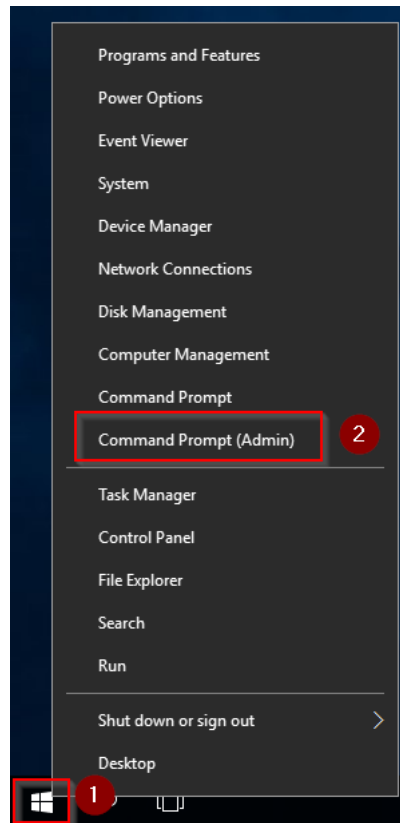 Programs and Features
Power Options
Event Viewer
System
Device Manager
Network Connections
Disk Management
Computer Management
Command Prompt
Command Prompt (Admin)
2
Task Manager
Control Panel
File Explorer
Search
Run
Shut down or sign out
Desktop
1